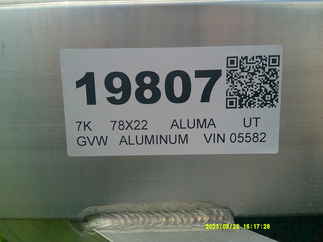 19807
7K 78X22 ALUMA UT
GVW ALUMINUM VIN 05582